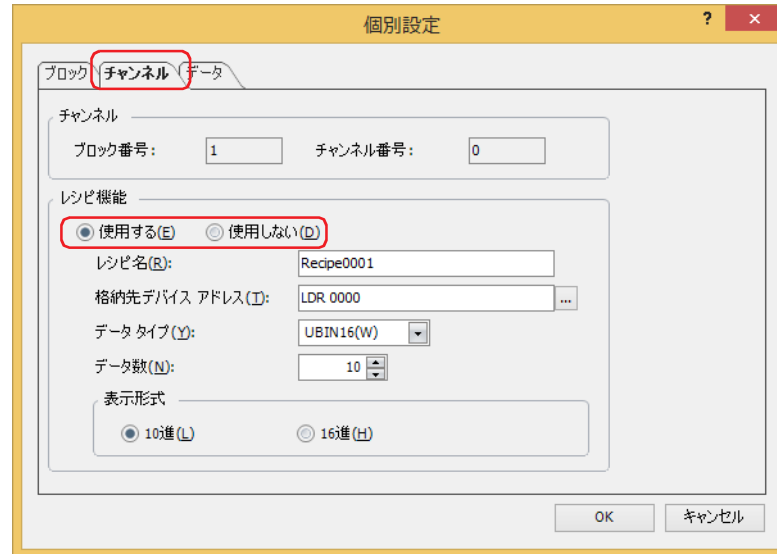 個別設定
?
×
ブロック チャンネル データ
チャンネル
ブロック番号: 1 チャンネル番号: 0
レシピ機能
使用する(E) 使用しない(D)
レシピ名(R): Recipe0001
格納先デバイス アドレス(T): LDR 0000 ...
データ タイプ(Y): UBIN16(W)
データ数(N): 10
表示形式
10進(L) 16進(H)
OK キャンセル